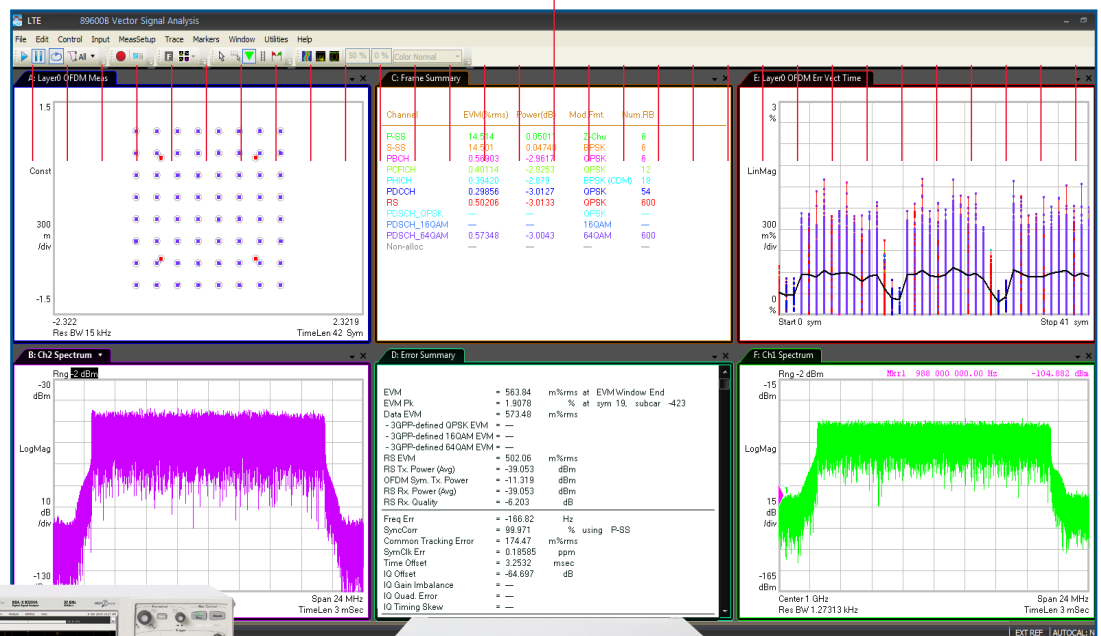 LTE 89600B Vector Signal Analysis
File Edit Control Input MeasSetup Trace Markers Window Utilities Help
All 50 % 0 % Color Normal
A: Layer0 OFDM Meas
1.5
Const
300
m
/div
-1.5
-2.322 2.3219
Res BW 15 kHz TimeLen 42 Sym
C: Frame Summary
Channel EVM(%rms) Power(dB) Mod.Fmt. Num.RB
P-SS 14.514 0.05011 Z-Chu 6
S-SS 14.501 0.04748 BPSK 6
PBCH 0.56903 -2.9617 QPSK 6
PCFICH 0.40114 -2.9253 QPSK 12
PHICH 0.39420 -2.879 BPSK (CDM) 18
PDCCH 0.29856 -3.0127 QPSK 54
RS 0.50206 -3.0133 QPSK 600
PDSCH_QPSK — — QPSK —
PDSCH_16QAM — — 16QAM —
PDSCH_64QAM 0.57348 -3.0043 64QAM 600
Non-alloc — — —
E: Layer0 OFDM Err Vect Time
3
%
LinMag
300
m%
/div
0
%
Start 0 sym Stop 41 sym
B: Ch2 Spectrum
Rng -2 dBm
-30
dBm
LogMag
10
dB
/div
-130
Span 24 MHz
TimeLen 3 mSec
D: Error Summary
EVM = 563.84 m%rms at EVMWindow End
EVM Pk = 1.9078 % at sym 19, subcar -423
Data EVM = 573.48 m%rms
- 3GPP-defined QPSK EVM = —
- 3GPP-defined 16QAM EVM = —
- 3GPP-defined 64QAM EVM = —
RS EVM = 502.06 m%rms
RS Tx. Power (Avg) = -39.053 dBm
OFDM Sym. Tx. Power = -11.319 dBm
RS Rx. Power (Avg) = -39.053 dBm
RS Rx. Quality = -6.203 dB
Freq Err = -166.82 Hz
SyncCorr = 99.971 % using P-SS
Common Tracking Error = 174.47 m%rms
SymClk Err = 0.18585 ppm
Time Offset = 3.2532 msec
IQ Offset = -64.697 dB
IQ Gain Imbalance = —
IQ Quad. Error = —
IQ Timing Skew = —
F: Ch1 Spectrum
Rng -2 dBm Mkr1 988 000 000.00 Hz -104.882 dBm
-15
dBm
LogMag
15
dB
/div
-165
dBm
Center 1 GHz Span 24 MHz
Res BW 1.27313 kHz TimeLen 3 mSec
EXT REF AUTOCAL: N